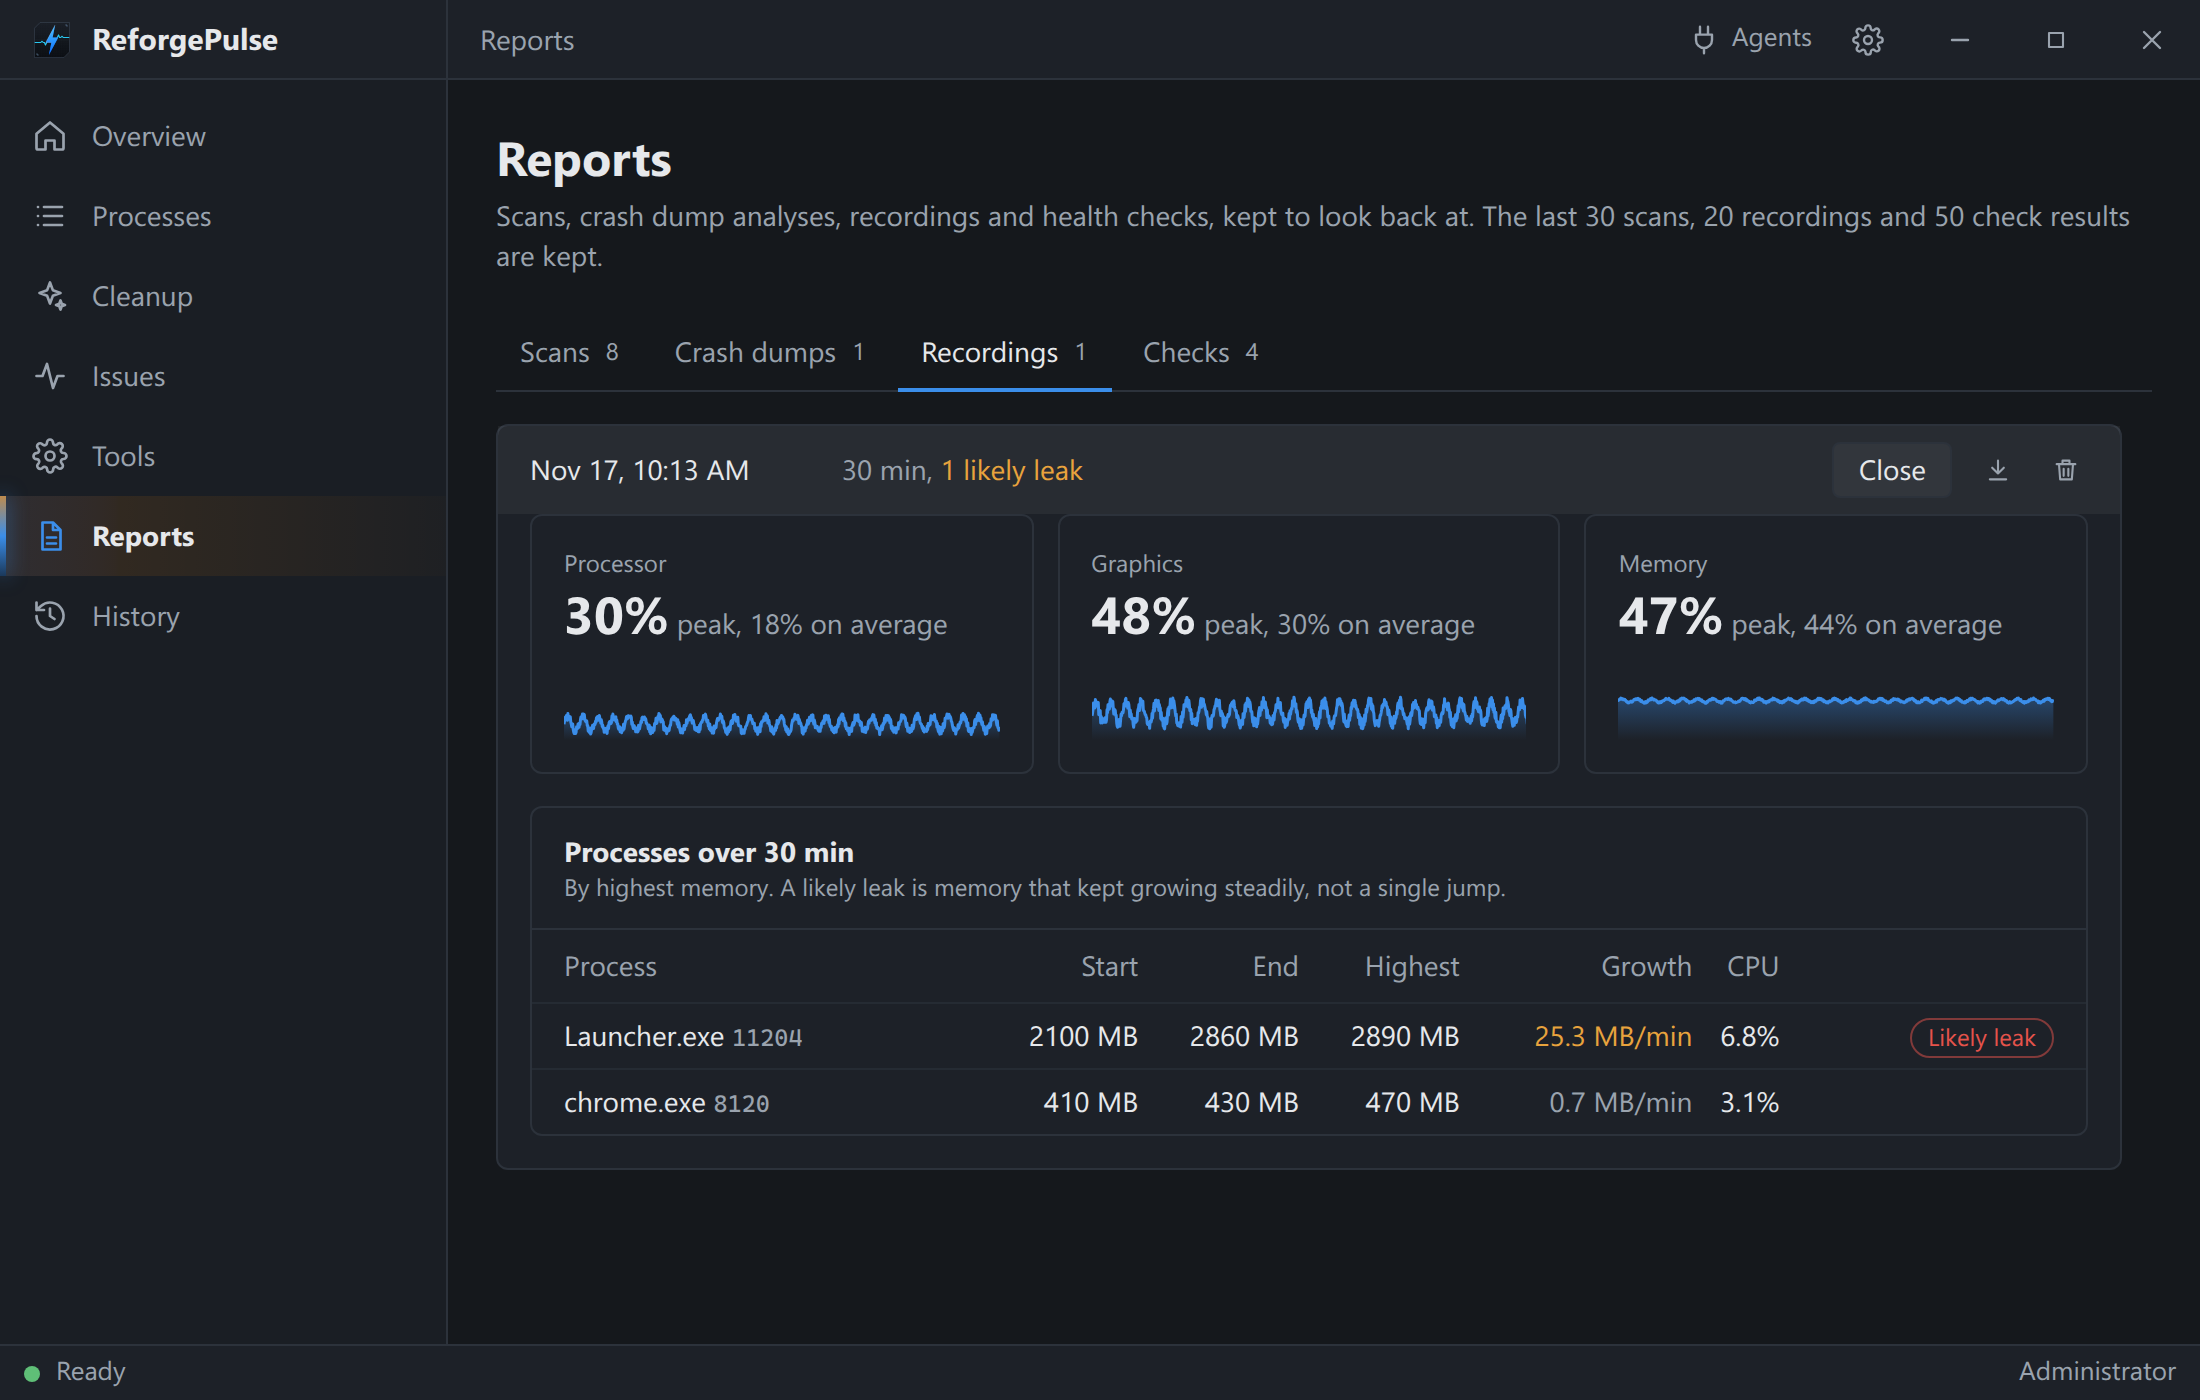 ReforgePulse
Reports
Agents
Overview
Processes
Cleanup
Issues
Tools
Reports
History
Reports
Scans, crash dump analyses, recordings and health checks, kept to look back at. The last 30 scans, 20 recordings and 50 check results
are kept.
Scans 8 Crash dumps 1 Recordings 1 Checks 4
Nov 17, 10:13 AM 30 min, 1 likely leak Close
Processor
30% peak, 18% on average
Graphics
48% peak, 30% on average
Memory
47% peak, 44% on average
Processes over 30 min
By highest memory. A likely leak is memory that kept growing steadily, not a single jump.
Process Start End Highest Growth CPU
Launcher.exe 11204 2100 MB 2860 MB 2890 MB 25.3 MB/min 6.8% Likely leak
chrome.exe 8120 410 MB 430 MB 470 MB 0.7 MB/min 3.1%
Ready
Administrator